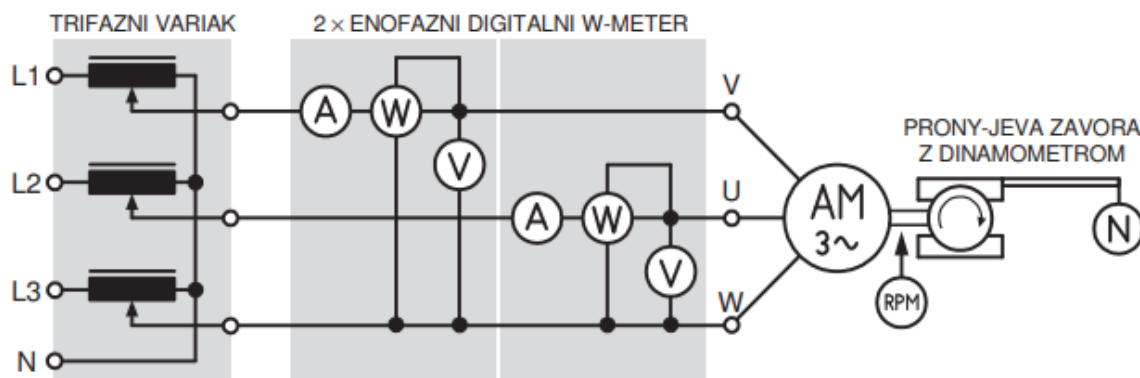 TRIFAZNI VARIAK
2 × ENOFAZNI DIGITALNI W-METER
L1
A
W
V
V
PRONY-JEVA ZAVORA
Z DINAMOMETROM
L2
A
W
V
U
AM
3~
N
L3
W
RPM
N